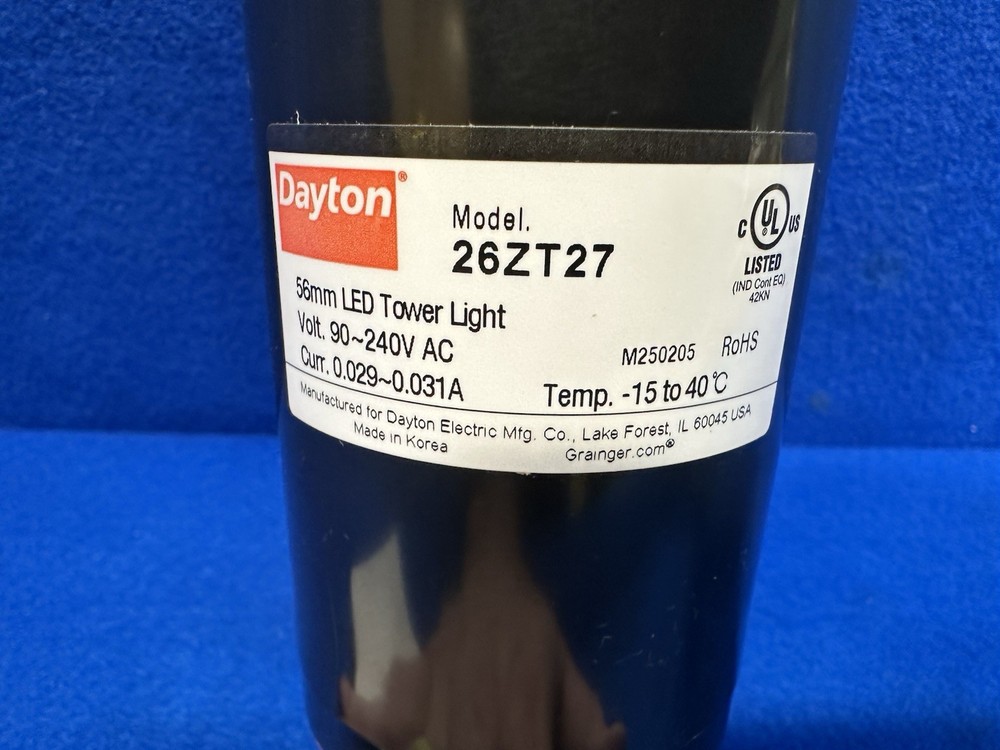 Dayton®
Model.
26ZT27
C UL US
®
LISTED
(IND Cont EQ)
42KN
56mm LED Tower Light
Volt. 90~240V AC
Curr. 0.029~0.031A
M250205 RoHS
Temp. -15 to 40℃
Manufactured for Dayton Electric Mfg. Co., Lake Forest, IL 60045 USA
Made in Korea
Grainger.com®